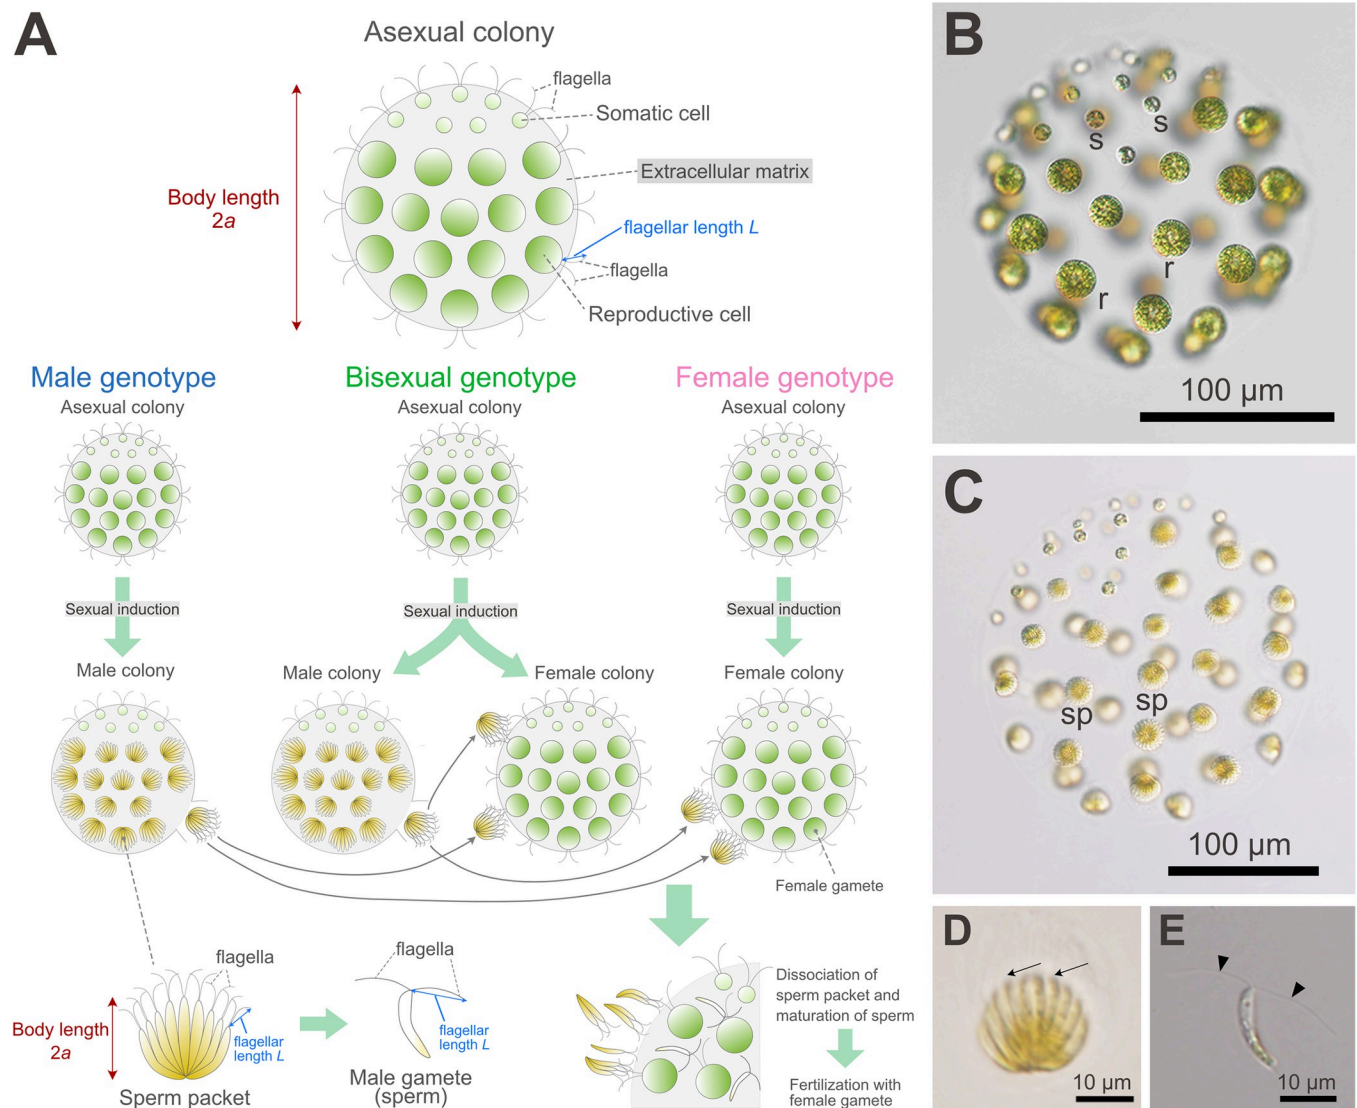 A
Asexual colony
flagella
Somatic cell
Extracellular matrix
Body length
2a
flagellar length L
flagella
Reproductive cell
Male genotype
Asexual colony
Bisexual genotype
Asexual colony
Female genotype
Asexual colony
Sexual induction
Sexual induction
Sexual induction
Male colony
Male colony
Female colony
Female colony
Female gamete
flagella
Body length
2a
flagellar
length L
Sperm packet
flagella
flagellar
length L
Male gamete
(sperm)
Dissociation of
sperm packet and
maturation of sperm
Fertilization with
female gamete
B
s
s
r
r
100 µm
C
sp
sp
100 µm
D
10 µm
E
10 µm